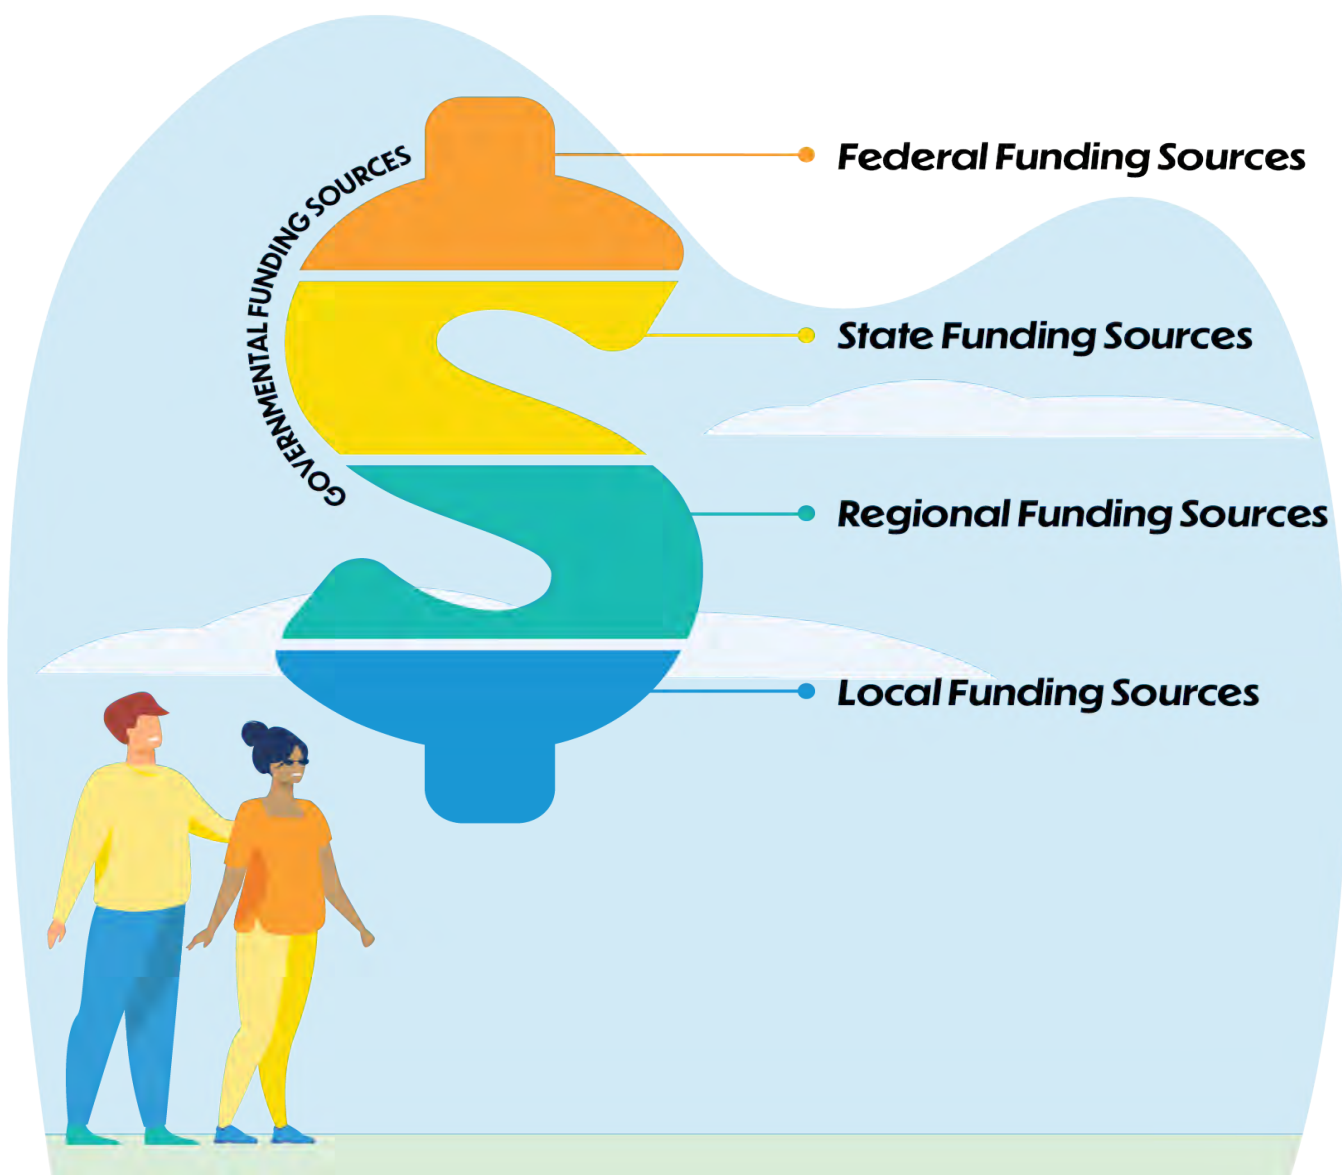 GOVERNMENTAL FUNDING SOURCES
Federal Funding Sources
State Funding Sources
Regional Funding Sources
Local Funding Sources